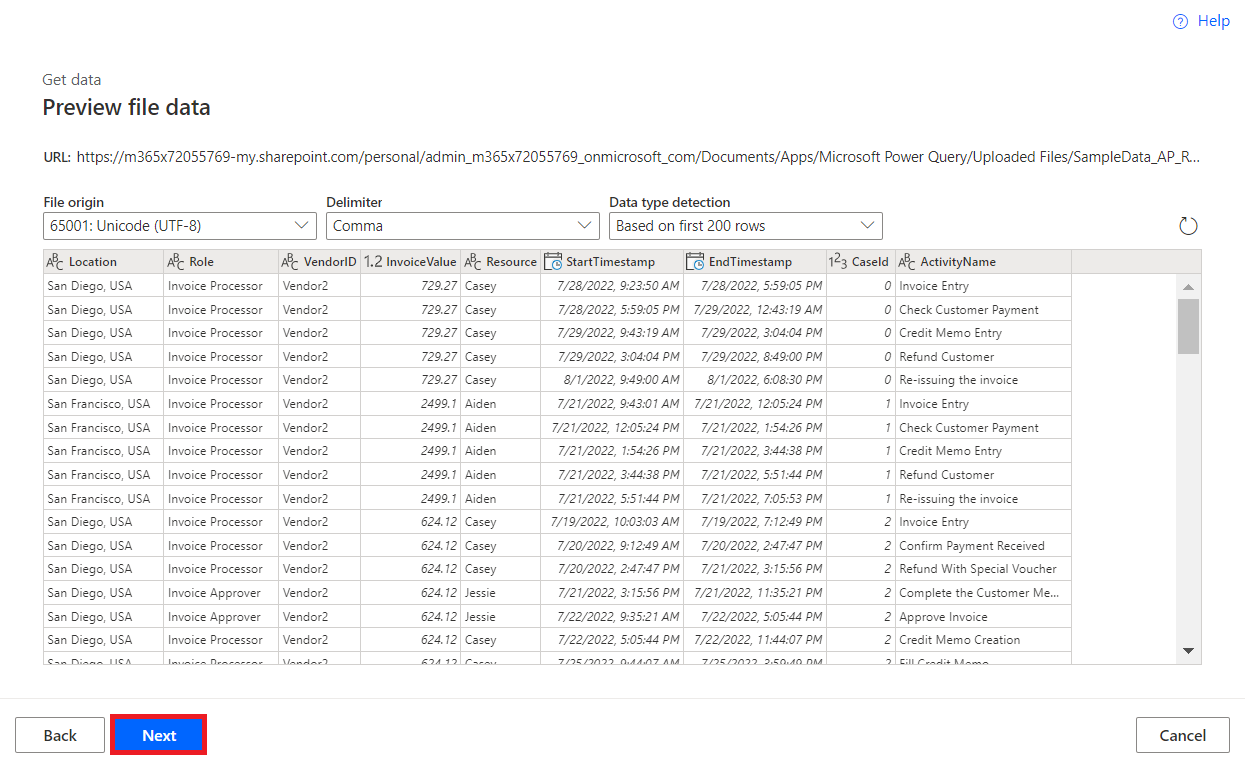 Help
Get data
Preview file data
URL: https://m365x72055769-my.sharepoint.com/personal/admin_m365x72055769_onmicrosoft_com/Documents/Apps/Microsoft Power Query/Uploaded Files/SampleData_AP_R...
File origin Delimiter Data type detection
65001: Unicode (UTF-8) Comma Based on first 200 rows
ABC Location ABC Role ABC VendorID 1.2 InvoiceValue ABC Resource StartTimestamp EndTimestamp 123 CaseId ABC ActivityName
San Diego, USA Invoice Processor Vendor2 729.27 Casey 7/28/2022, 9:23:50 AM 7/28/2022, 5:59:05 PM 0 Invoice Entry
San Diego, USA Invoice Processor Vendor2 729.27 Casey 7/28/2022, 5:59:05 PM 7/29/2022, 12:43:19 AM 0 Check Customer Payment
San Diego, USA Invoice Processor Vendor2 729.27 Casey 7/29/2022, 9:43:19 AM 7/29/2022, 3:04:04 PM 0 Credit Memo Entry
San Diego, USA Invoice Processor Vendor2 729.27 Casey 7/29/2022, 3:04:04 PM 7/29/2022, 8:49:00 PM 0 Refund Customer
San Diego, USA Invoice Processor Vendor2 729.27 Casey 8/1/2022, 9:49:00 AM 8/1/2022, 6:08:30 PM 0 Re-issuing the invoice
San Francisco, USA Invoice Processor Vendor2 2499.1 Aiden 7/21/2022, 9:43:01 AM 7/21/2022, 12:05:24 PM 1 Invoice Entry
San Francisco, USA Invoice Processor Vendor2 2499.1 Aiden 7/21/2022, 12:05:24 PM 7/21/2022, 1:54:26 PM 1 Check Customer Payment
San Francisco, USA Invoice Processor Vendor2 2499.1 Aiden 7/21/2022, 1:54:26 PM 7/21/2022, 3:44:38 PM 1 Credit Memo Entry
San Francisco, USA Invoice Processor Vendor2 2499.1 Aiden 7/21/2022, 3:44:38 PM 7/21/2022, 5:51:44 PM 1 Refund Customer
San Francisco, USA Invoice Processor Vendor2 2499.1 Aiden 7/21/2022, 5:51:44 PM 7/21/2022, 7:05:53 PM 1 Re-issuing the invoice
San Diego, USA Invoice Processor Vendor2 624.12 Casey 7/19/2022, 10:03:03 AM 7/19/2022, 7:12:49 PM 2 Invoice Entry
San Diego, USA Invoice Processor Vendor2 624.12 Casey 7/20/2022, 9:12:49 AM 7/20/2022, 2:47:47 PM 2 Confirm Payment Received
San Diego, USA Invoice Processor Vendor2 624.12 Casey 7/20/2022, 2:47:47 PM 7/21/2022, 3:15:56 PM 2 Refund With Special Voucher
San Diego, USA Invoice Approver Vendor2 624.12 Jessie 7/21/2022, 3:15:56 PM 7/21/2022, 11:35:21 PM 2 Complete the Customer Me...
San Diego, USA Invoice Approver Vendor2 624.12 Jessie 7/22/2022, 9:35:21 AM 7/22/2022, 5:05:44 PM 2 Approve Invoice
San Diego, USA Invoice Processor Vendor2 624.12 Casey 7/22/2022, 5:05:44 PM 7/22/2022, 11:44:07 PM 2 Credit Memo Creation
San Diego, USA Invoice Processor Vendor2 624.12 Casey 7/25/2022, 9:44:07 AM 7/25/2022, 3:59:49 PM 2 Fill Credit Memo
Back Next Cancel